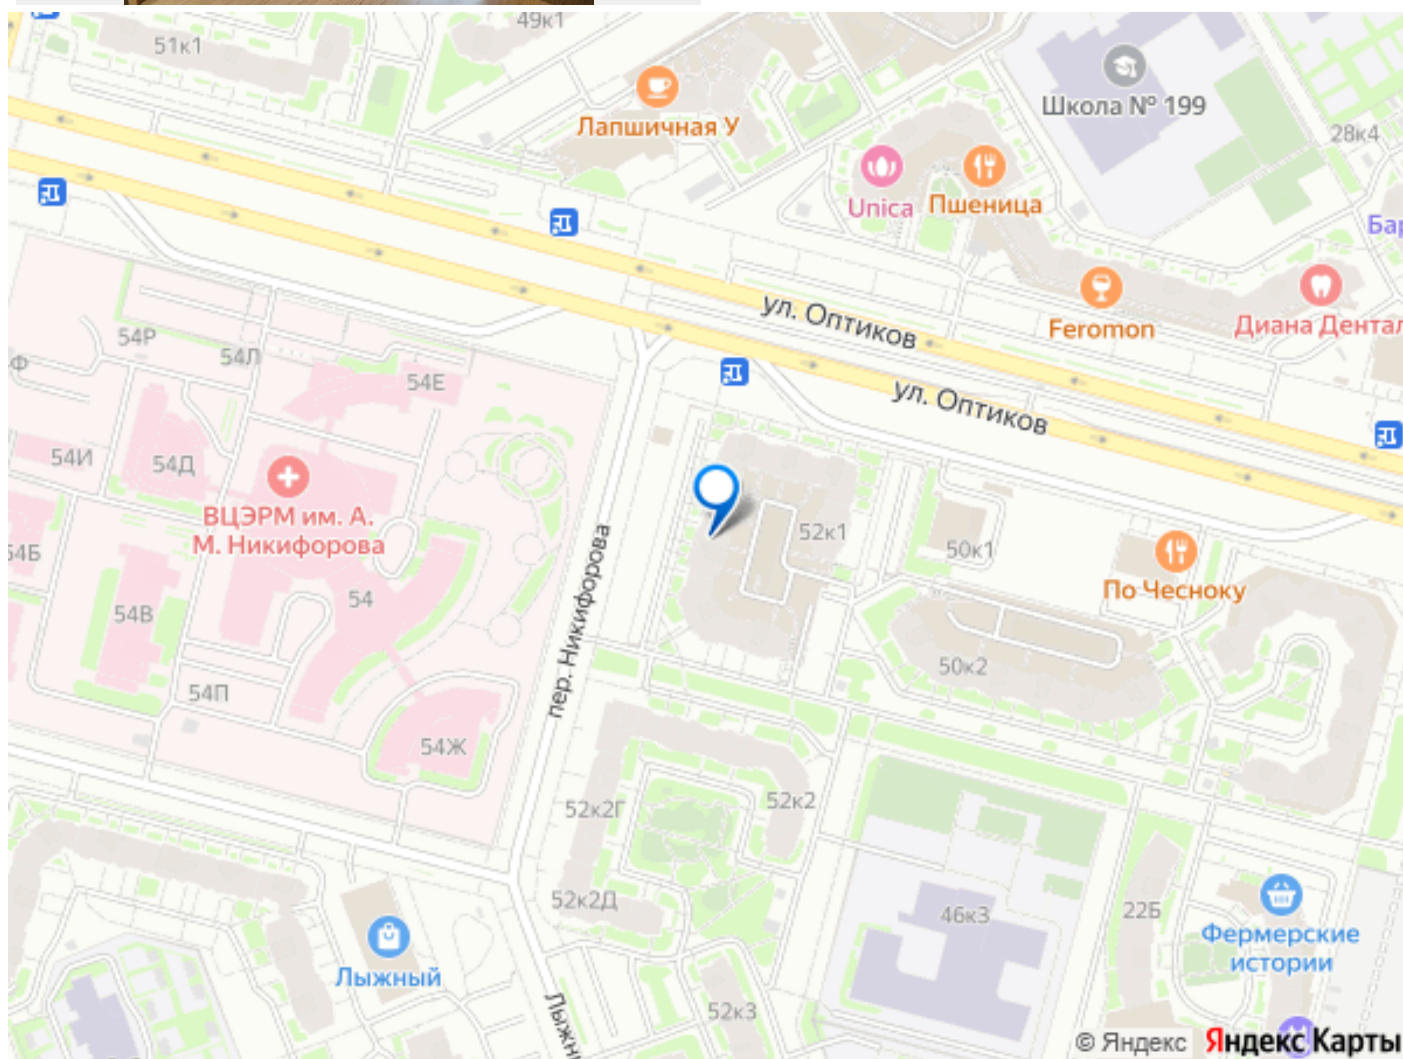 49к1
51к1
Лапшичная У
Школа № 199
28к4
Unica
Пшеница
Feromon
Диана Дентал
ул. Оптиков
ул. Оптиков
54Р
54Л
54Е
54И
54Д
ВЦЭРМ им. А.
М. Никифорова
54
54В
54П
54Ж
пер. Никифорова
52к1
50к1
По Чесноку
50к2
52к2Г
52к2
52к2Д
46к3
22Б
Фермерские
истории
Лыжный
52к3
© Яндекс Яндекс Карты